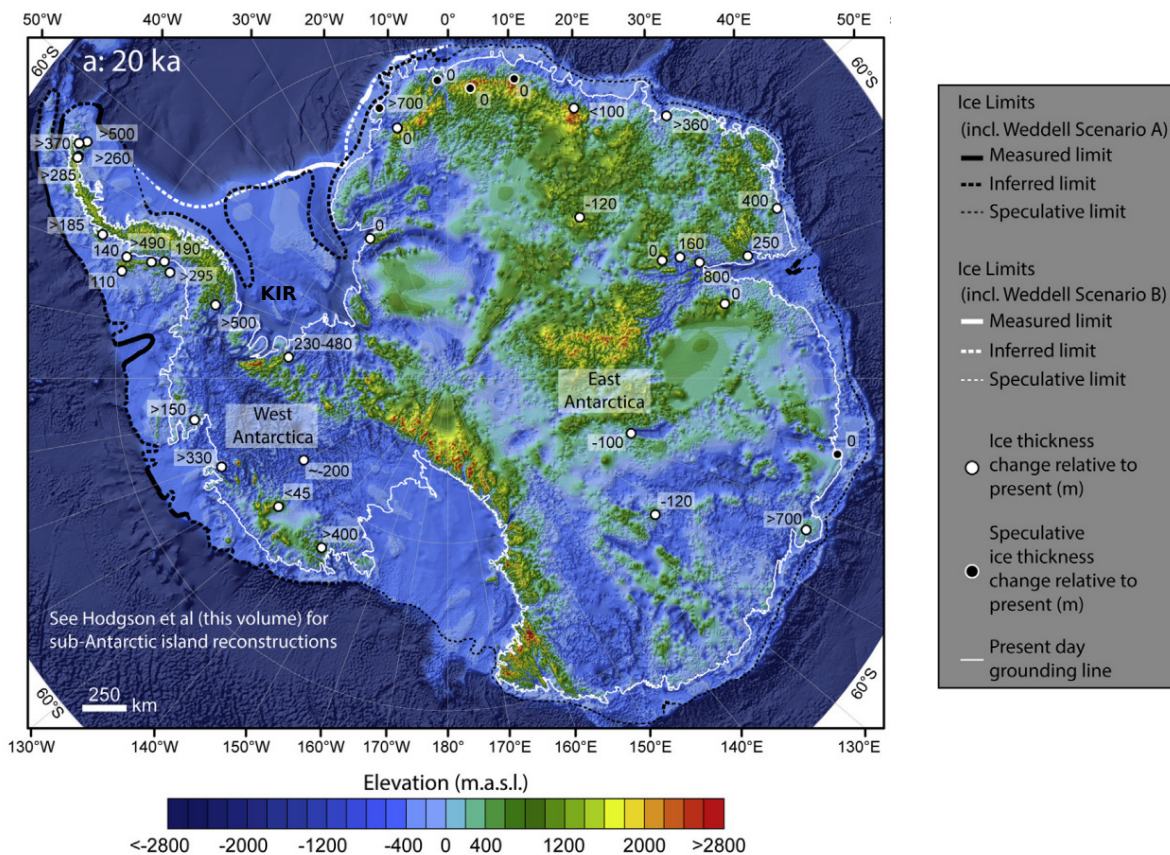 50°W 40°W 30°W 20°W 10°W 0° 10°E 20°E 30°E 40°E 50°E
60°S
60°S
a: 20 ka
0
0
0
>700
0
<100
>360
>500
>370
>260
>285
-120
400
>185
0
>490
190
140
0
160
250
110
>295
800
KIR
0
>500
230-480
East
Antarctica
>150
West
Antarctica
-100
0
>330
~-200
<45
-120
>700
>400
See Hodgson et al (this volume) for
sub-Antarctic island reconstructions
250 km
60°S
60°S
130°W 140°W 150°W 160°W 170°W 180° 170°E 160°E 150°E 140°E 130°E
Elevation (m.a.s.l.)
<-2800 -2000 -1200 -400 0 400 1200 2000 >2800
Ice Limits
(incl. Weddell Scenario A)
Measured limit
Inferred limit
Speculative limit
Ice Limits
(incl. Weddell Scenario B)
Measured limit
Inferred limit
Speculative limit
Ice thickness
change relative to
present (m)
Speculative
ice thickness
change relative to
present (m)
Present day
grounding line